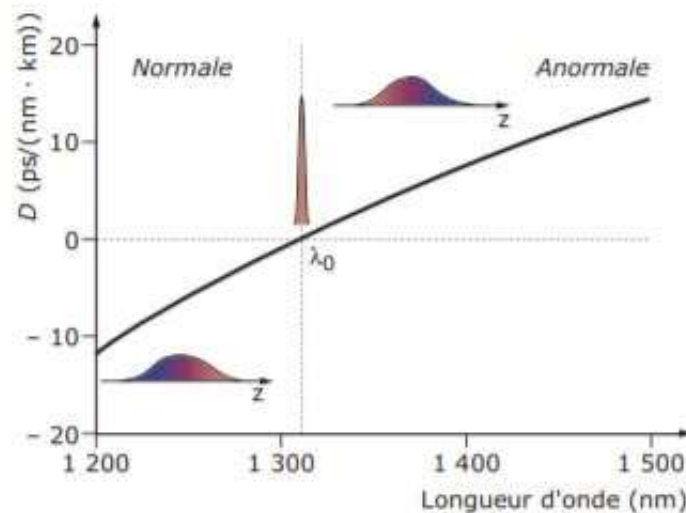 D (ps/(nm · km))
20
10
0
– 10
– 20
Normale
Anormale
z
λ0
z
1 200
1 300
1 400
1 500
Longueur d'onde (nm)